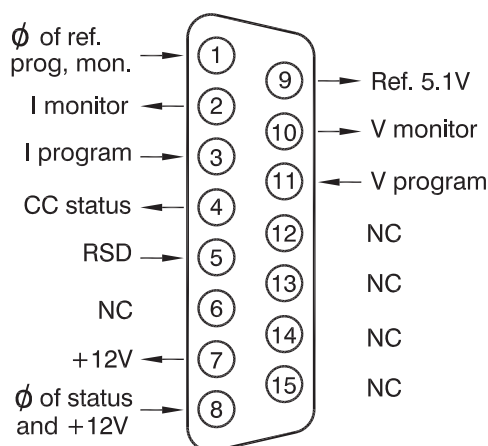 ϕ of ref.
prog, mon.
I monitor
I program
CC status
RSD
NC
+12V
ϕ of status
and +12V
1
2
3
4
5
6
7
8
9
10
11
12
13
14
15
Ref. 5.1V
V monitor
V program
NC
NC
NC
NC